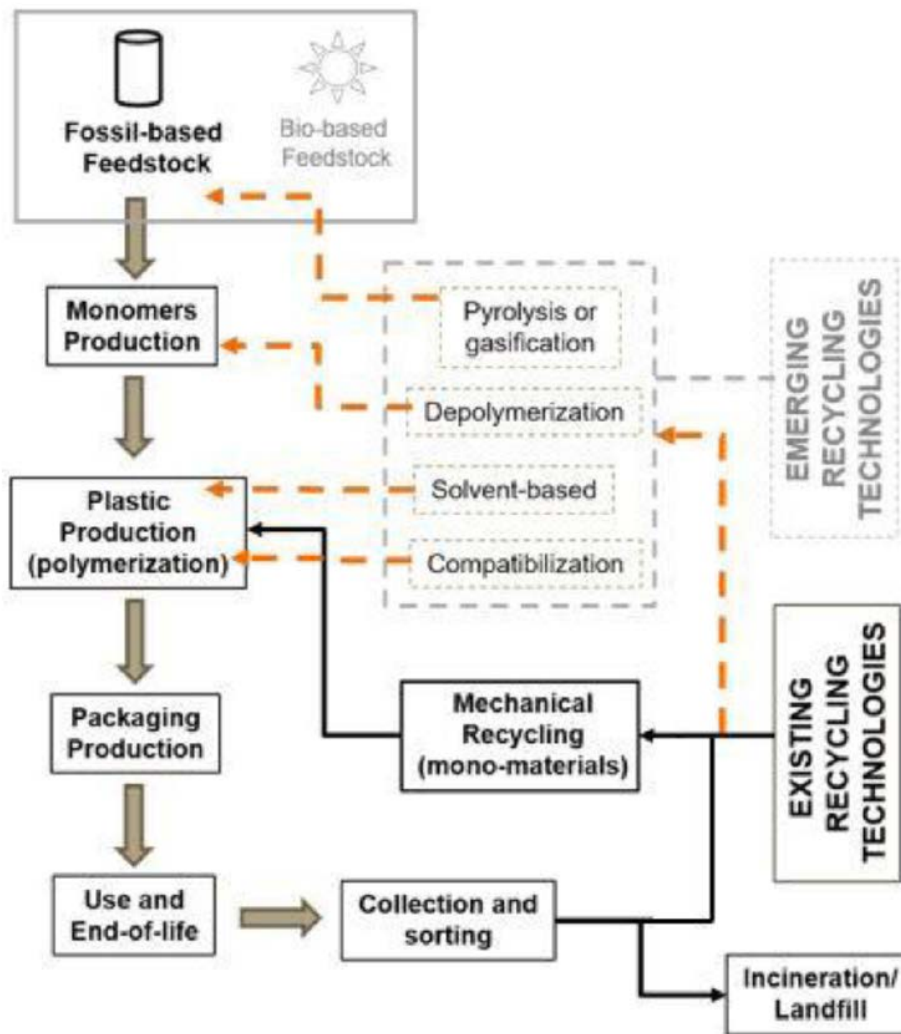 Fossil-based
Feedstock
Bio-based
Feedstock
Monomers
Production
Pyrolysis or
gasification
Depolymerization
EMERGING
RECYCLING
TECHNOLOGIES
Plastic
Production
(polymerization)
Solvent-based
Compatibilization
Packaging
Production
Mechanical
Recycling
(mono-materials)
EXISTING
RECYCLING
TECHNOLOGIES
Use and
End-of-life
Collection and
sorting
Incineration/
Landfill